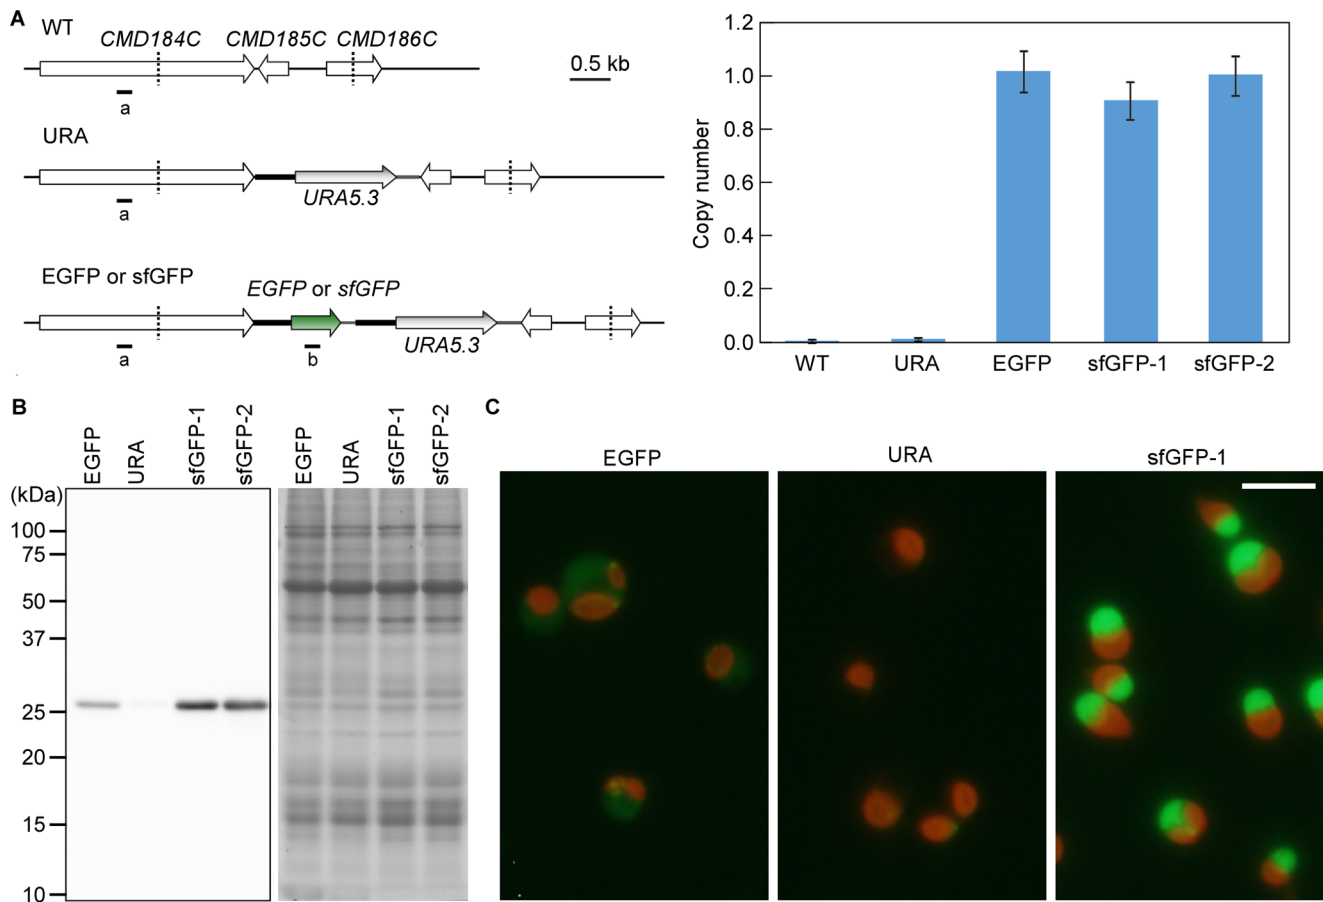 A
WT
CMD184C CMD185C CMD186C
0.5 kb
a
URA
URA5.3
a
EGFP or sfGFP
EGFP or sfGFP
URA5.3
a b
Copy number
1.2
1.0
0.8
0.6
0.4
0.2
0.0
WT URA EGFP sfGFP-1 sfGFP-2
B
EGFP URA sfGFP-1 sfGFP-2 EGFP URA sfGFP-1 sfGFP-2
(kDa)
100
75
50
37
25
20
15
10
C
EGFP URA sfGFP-1